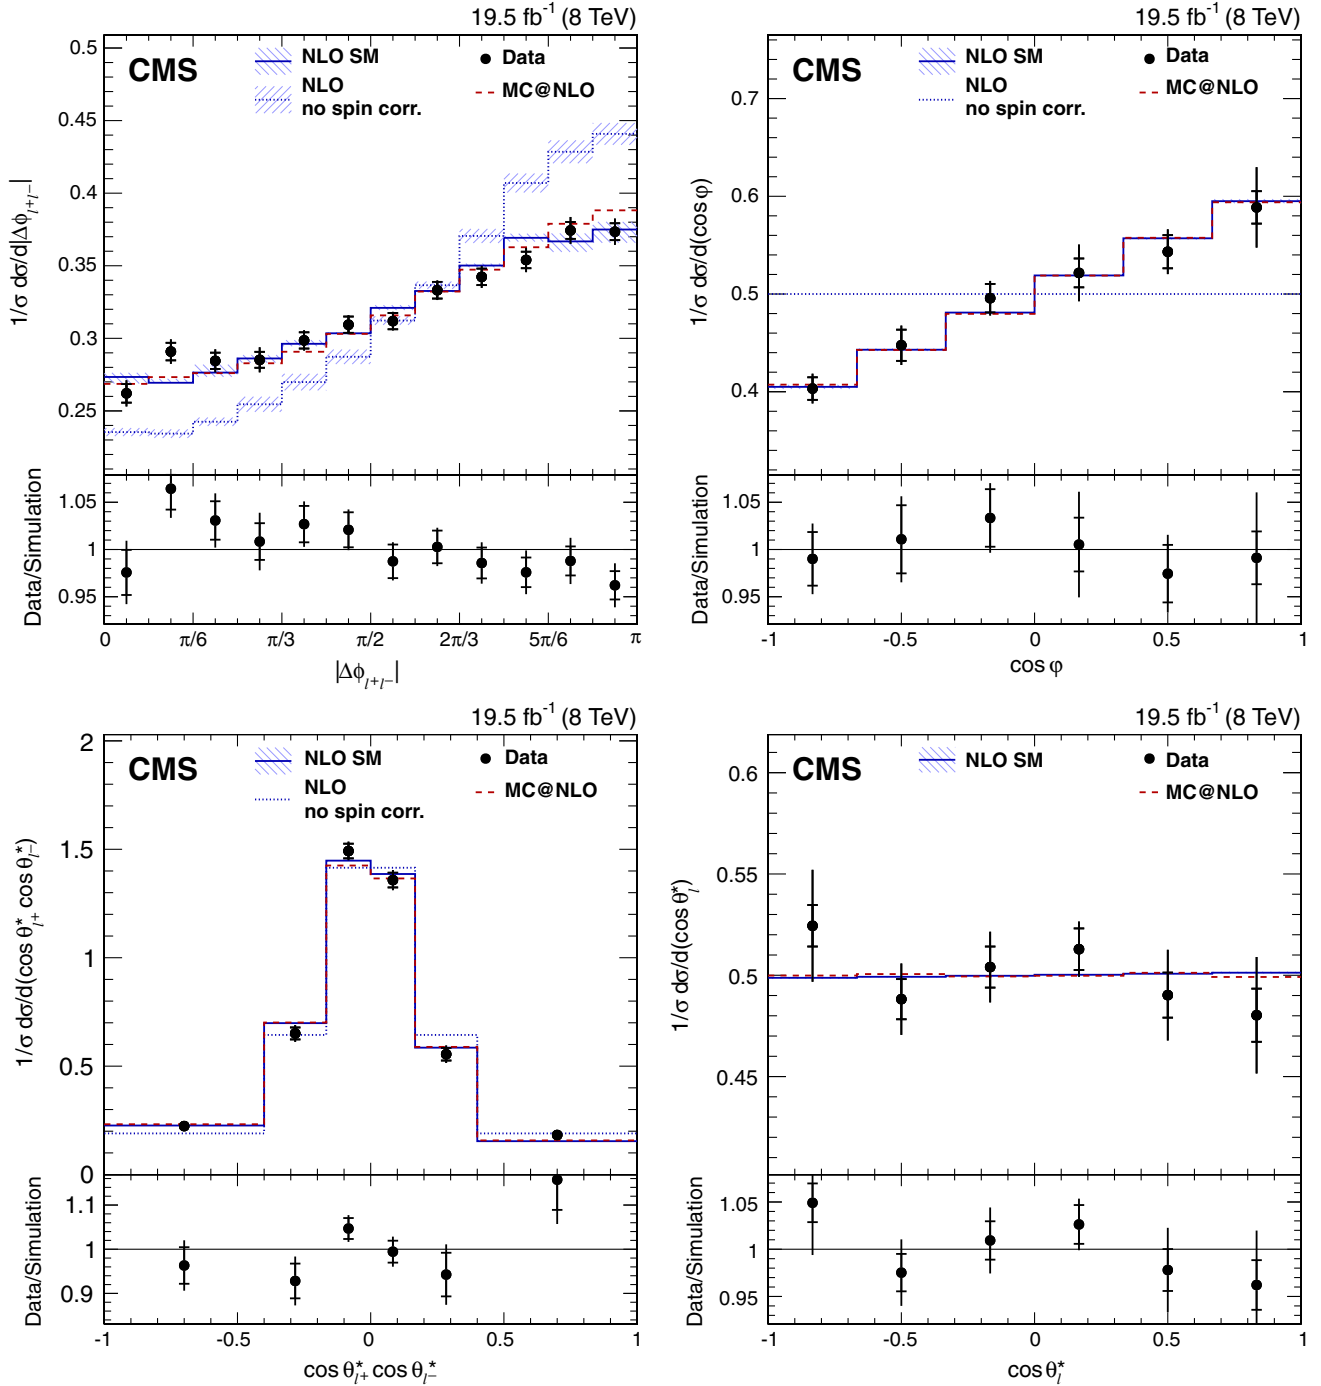 19.5 fb⁻¹ (8 TeV)
CMS
NLO SM
NLO
no spin corr.
Data
MC@NLO
1/σ dσ/d|Δϕ_{l+l−}|
0.5
0.45
0.4
0.35
0.3
0.25
Data/Simulation
1.05
1
0.95
0 π/6 π/3 π/2 2π/3 5π/6 π
|Δϕ_{l+l−}|
19.5 fb⁻¹ (8 TeV)
CMS
NLO SM
NLO
no spin corr.
Data
MC@NLO
1/σ dσ/d(cos φ)
0.7
0.6
0.5
0.4
Data/Simulation
1.05
1
0.95
-1 -0.5 0 0.5 1
cos φ
19.5 fb⁻¹ (8 TeV)
CMS
NLO SM
NLO
no spin corr.
Data
MC@NLO
1/σ dσ/d(cos θ*_{l+} cos θ*_{l−})
2
1.5
1
0.5
0
Data/Simulation
1.1
1
0.9
-1 -0.5 0 0.5 1
cos θ*_{l+} cos θ*_{l−}
19.5 fb⁻¹ (8 TeV)
CMS
NLO SM
Data
MC@NLO
1/σ dσ/d(cos θ*_l)
0.6
0.55
0.5
0.45
Data/Simulation
1.05
1
0.95
-1 -0.5 0 0.5 1
cos θ*_l